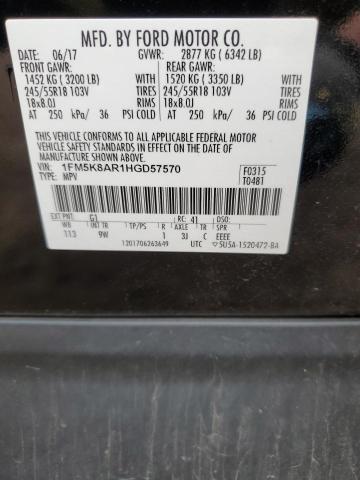 MFD. BY FORD MOTOR CO.
DATE: 06/17 GVWR: 2877 KG ( 6342 LB)
FRONT GAWR: REAR GAWR:
1452 KG ( 3200 LB) 1520 KG ( 3350 LB)
245/55R18 103V TIRES 245/55R18 103V TIRES
18x8.0J RIMS 18x8.0J RIMS
AT 250 kPa/ 36 PSI COLD AT 250 kPa/ 36 PSI COLD
THIS VEHICLE CONFORMS TO ALL APPLICABLE FEDERAL MOTOR
VEHICLE SAFETY AND BUMPER STANDARDS IN EFFECT ON THE DATE
OF MANUFACTURE SHOWN ABOVE.
VIN: 1FM5K8AR1HGD57570 F0315
TYPE: MPV T0481
EXT PNT: G1 RC: 41 DSO:
WB INT TR TP/PS R AXLE TR SPR
113 9W 1 3J C EEEE
1201706263649 UTC 5U5A-1520472-BA